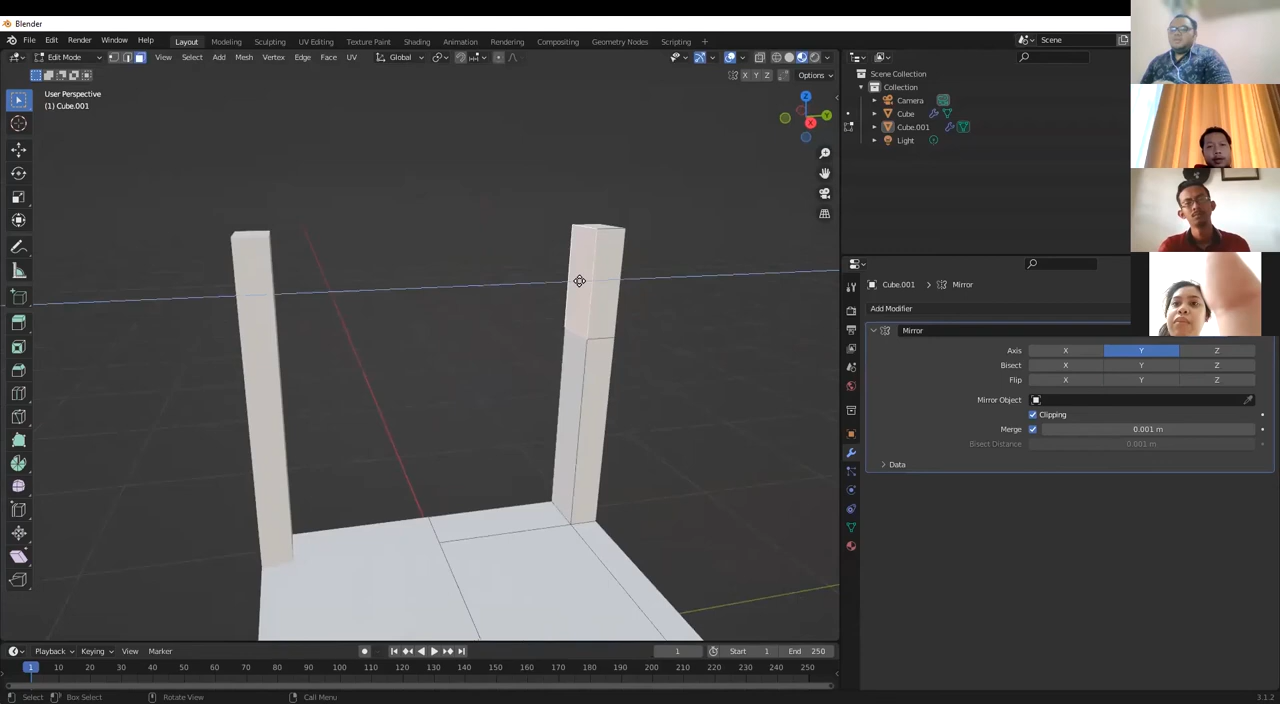 Blender
File Edit Render Window Help Layout Modeling Sculpting UV Editing Texture Paint Shading Animation Rendering Compositing Geometry Nodes Scripting + Scene
Edit Mode View Select Add Mesh Vertex Edge Face UV Global
X Y Z Options
User Perspective
(1) Cube.001
Z
Y
X
Scene Collection
Collection
Camera
Cube
Cube.001
Light
Cube.001 > Mirror
Add Modifier
Mirror
Axis X Y Z
Bisect X Y Z
Flip X Y Z
Mirror Object
Clipping
Merge 0.001 m
Bisect Distance 0.001 m
Data
Playback Keying View Marker 1 Start 1 End 250
1 10 20 30 40 50 60 70 80 90 100 110 120 130 140 150 160 170 180 190 200 210 220 230 240 250
Select Box Select Rotate View Call Menu 3.1.2